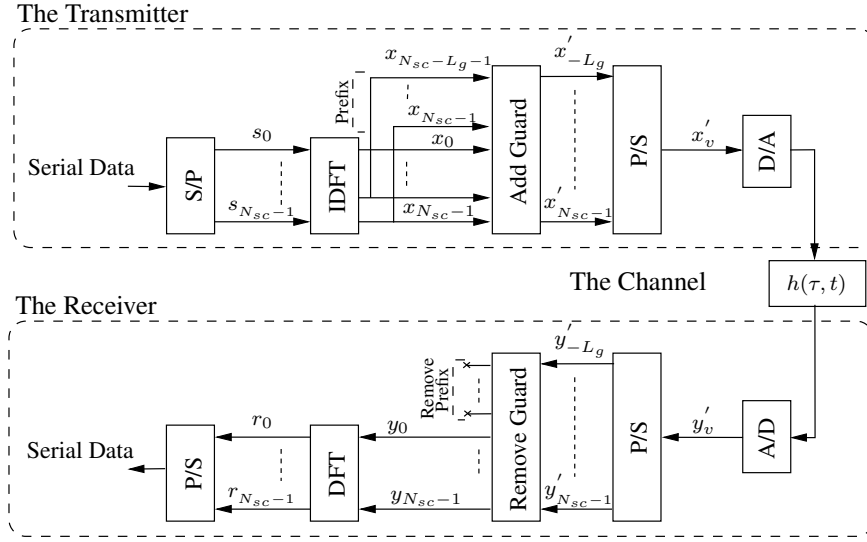 The Transmitter
Serial Data
S/P
s_0
s_{N_{sc}-1}
IDFT
Prefix
x_{N_{sc}-L_g-1}
x_{N_{sc}-1}
x_0
x_{N_{sc}-1}
Add Guard
x'_{-L_g}
x'_{N_{sc}-1}
P/S
x'_v
D/A
The Channel
h(τ, t)
The Receiver
Serial Data
P/S
r_0
r_{N_{sc}-1}
DFT
y_0
y_{N_{sc}-1}
Remove
Prefix
Remove Guard
y'_{-L_g}
y'_{N_{sc}-1}
P/S
y'_v
A/D